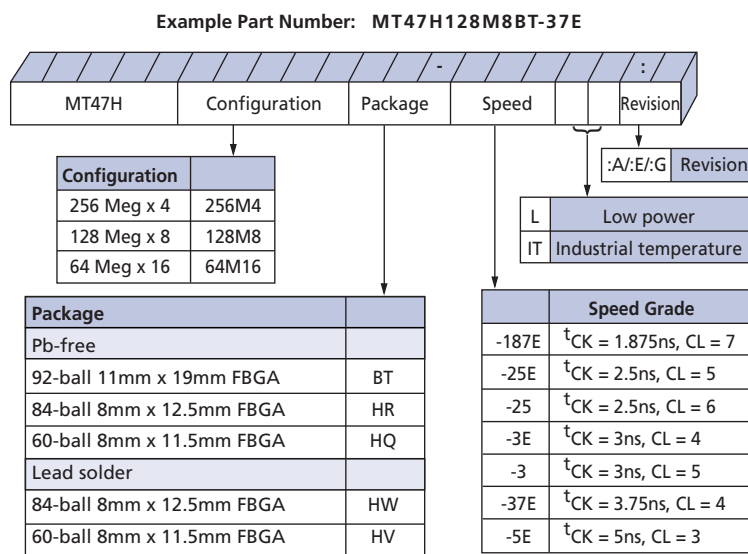 Example Part Number: MT47H128M8BT-37E
- :
MT47H Configuration Package Speed Revision
:A/:E/:G Revision
Configuration
256 Meg x 4 256M4
128 Meg x 8 128M8
64 Meg x 16 64M16
L Low power
IT Industrial temperature
Package
Pb-free
92-ball 11mm x 19mm FBGA BT
84-ball 8mm x 12.5mm FBGA HR
60-ball 8mm x 11.5mm FBGA HQ
Lead solder
84-ball 8mm x 12.5mm FBGA HW
60-ball 8mm x 11.5mm FBGA HV
Speed Grade
-187E tCK = 1.875ns, CL = 7
-25E tCK = 2.5ns, CL = 5
-25 tCK = 2.5ns, CL = 6
-3E tCK = 3ns, CL = 4
-3 tCK = 3ns, CL = 5
-37E tCK = 3.75ns, CL = 4
-5E tCK = 5ns, CL = 3